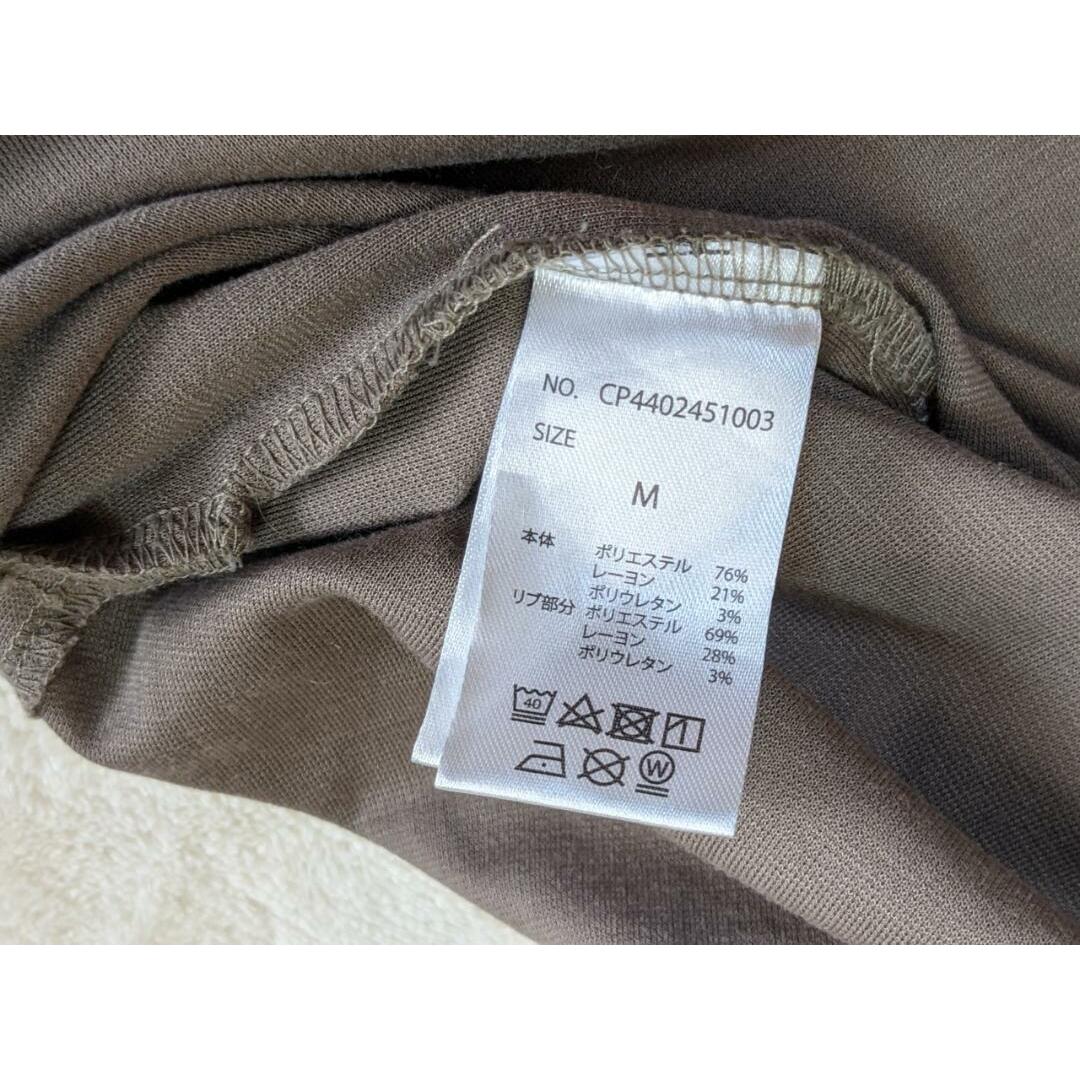 NO. CP4402451003
SIZE
M
本体 ポリエステル 76%
レーヨン 21%
ポリウレタン 3%
リブ部分 ポリエステル 69%
レーヨン 28%
ポリウレタン 3%
40
W